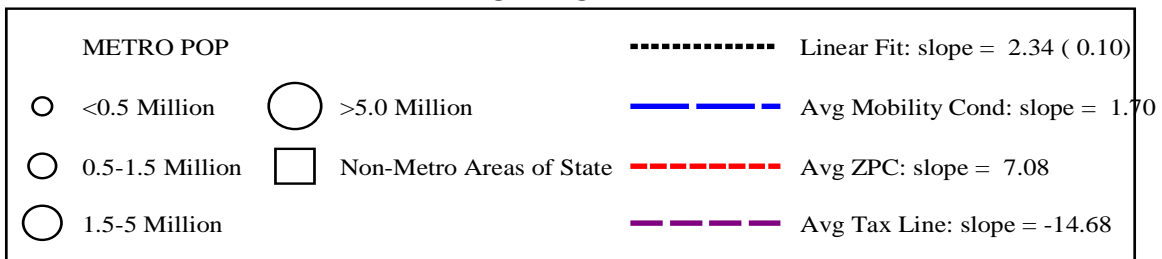 METRO POP
<0.5 Million
>5.0 Million
0.5-1.5 Million
Non-Metro Areas of State
1.5-5 Million
Linear Fit: slope = 2.34 ( 0.10)
Avg Mobility Cond: slope = 1.70
Avg ZPC: slope = 7.08
Avg Tax Line: slope = -14.68